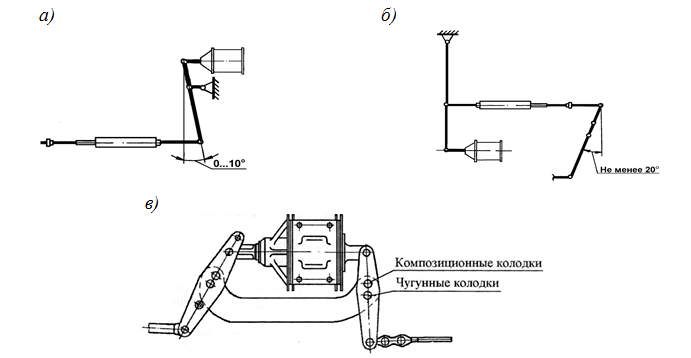 а)
б)
0...10°
Не менее 20°
в)
Композиционные колодки
Чугунные колодки